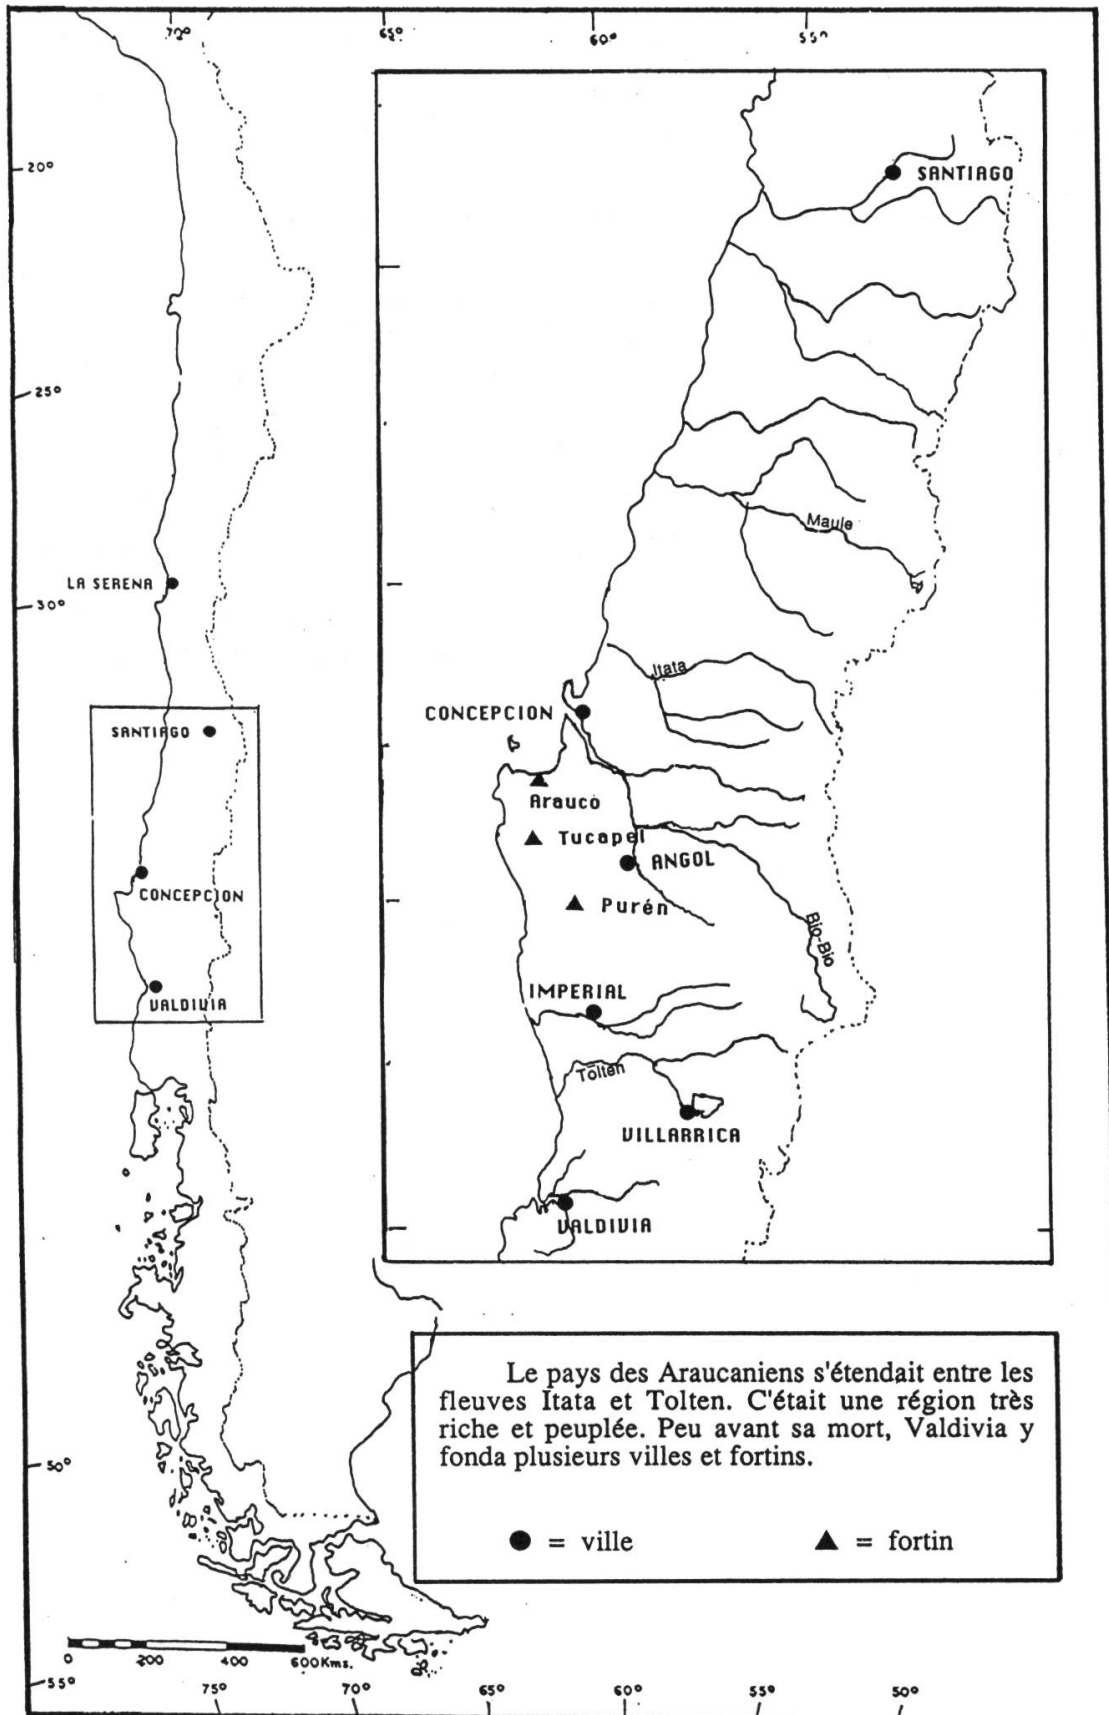 70°
65°
60°
55°
20°
25°
LA SERENA
30°
SANTIAGO
CONCEPCION
VALDIVIA
50°
55°
0 200 400 600Kms.
75° 70° 65° 60° 55° 50°
SANTIAGO
Maule
Itata
CONCEPCION
Arauco
Tucapel
ANGOL
Purén
Bio-Bio
IMPERIAL
Tolten
VILLARRICA
VALDIVIA
Le pays des Araucaniens s'étendait entre les
fleuves Itata et Tolten. C'était une région très
riche et peuplée. Peu avant sa mort, Valdivia y
fonda plusieurs villes et fortins.
● = ville ▲ = fortin